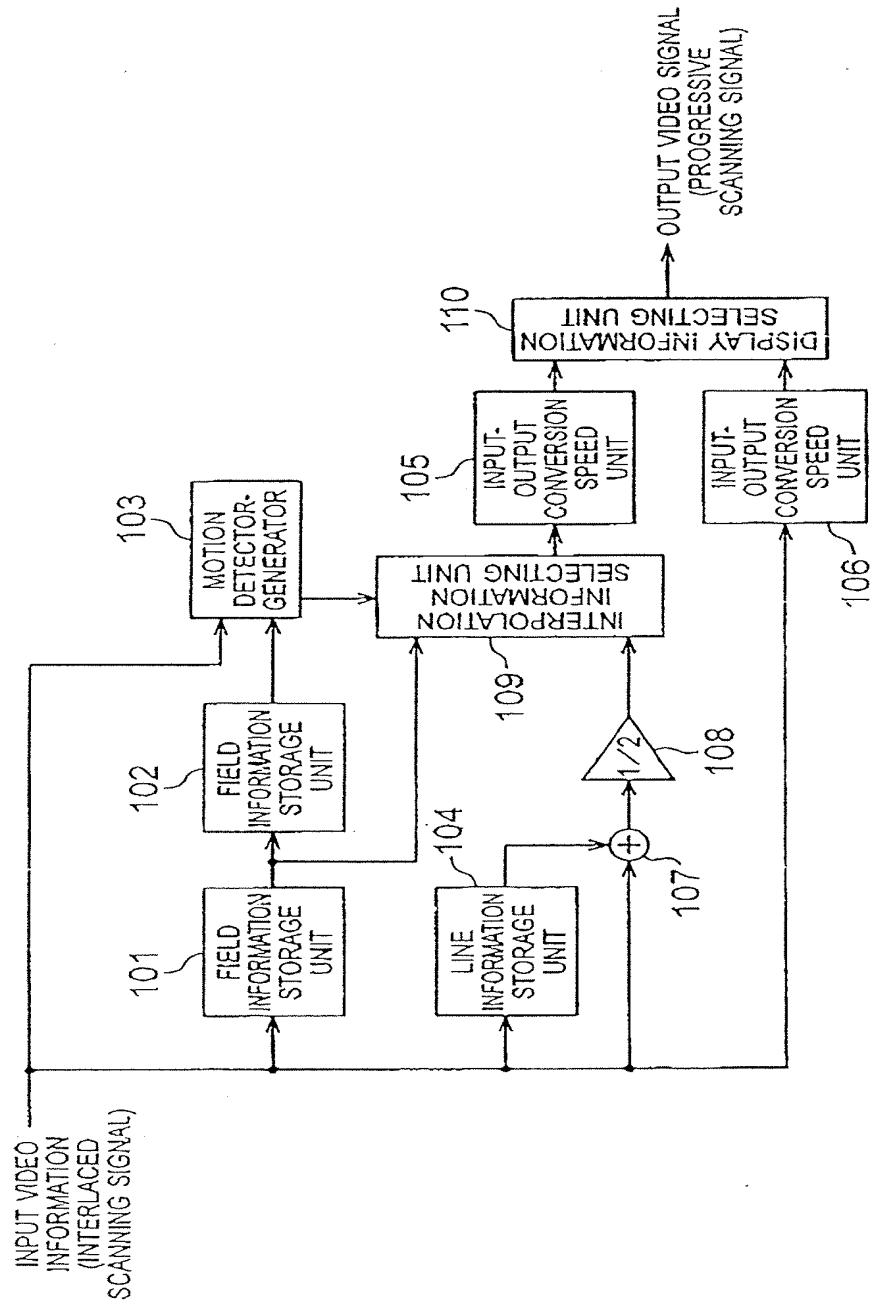 INPUT VIDEO
INFORMATION
(INTERLACED
SCANNING SIGNAL)
101
FIELD
INFORMATION
STORAGE
UNIT
102
FIELD
INFORMATION
STORAGE
UNIT
103
MOTION
DETECTOR-
GENERATOR
104
LINE
INFORMATION
STORAGE
UNIT
107
+
108
1/2
109
INTERPOLATION
INFORMATION
SELECTING UNIT
105
INPUT-
OUTPUT
CONVERSION
SPEED
UNIT
106
INPUT-
OUTPUT
CONVERSION
SPEED
UNIT
110
DISPLAY INFORMATION
SELECTING UNIT
OUTPUT VIDEO SIGNAL
(PROGRESSIVE
SCANNING SIGNAL)